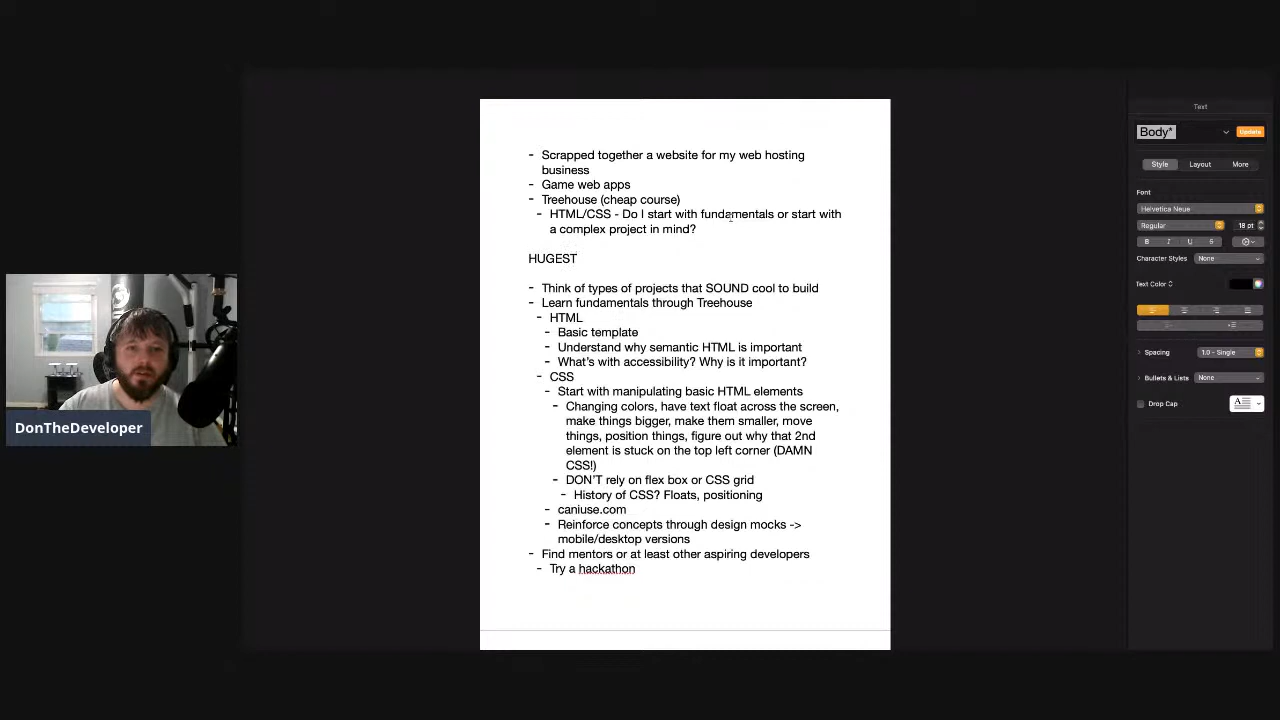 - Scrapped together a website for my web hosting
business
- Game web apps
- Treehouse (cheap course)
- HTML/CSS - Do I start with fundamentals or start with
a complex project in mind?
HUGEST
- Think of types of projects that SOUND cool to build
- Learn fundamentals through Treehouse
- HTML
- Basic template
- Understand why semantic HTML is important
- What's with accessibility? Why is it important?
- CSS
- Start with manipulating basic HTML elements
- Changing colors, have text float across the screen,
make things bigger, make them smaller, move
things, position things, figure out why that 2nd
element is stuck on the top left corner (DAMN
CSS!)
- DON'T rely on flex box or CSS grid
- History of CSS? Floats, positioning
- caniuse.com
- Reinforce concepts through design mocks ->
mobile/desktop versions
- Find mentors or at least other aspiring developers
- Try a hackathon
DonTheDeveloper
Text
Body*
Update
Style Layout More
Font
Helvetica Neue
Regular 18 pt
B I U S
Character Styles None
Text Color
Spacing 1.0 - Single
Bullets & Lists None
Drop Cap